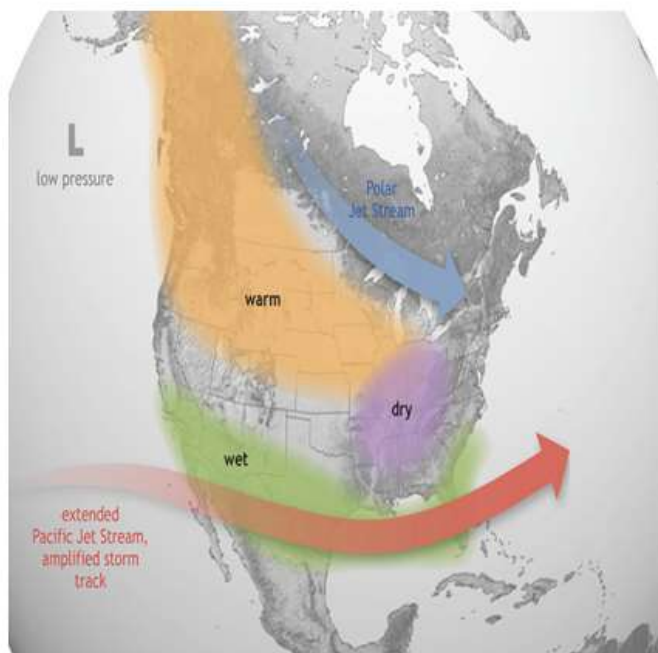 L
low pressure
Polar
Jet Stream
warm
dry
wet
extended
Pacific Jet Stream,
amplified storm
track